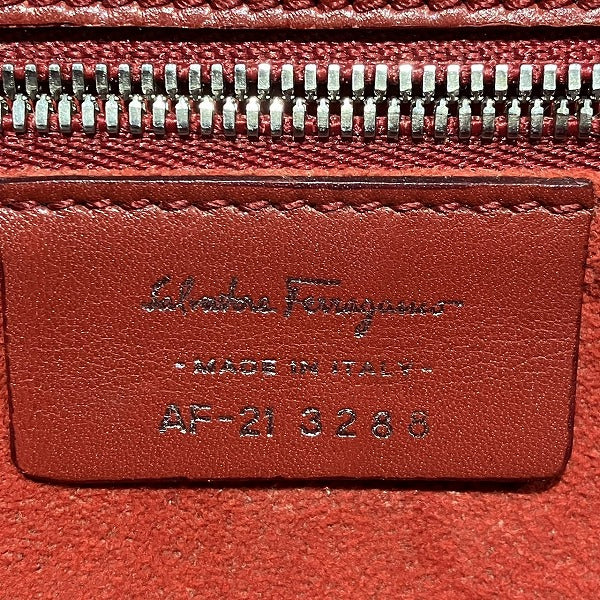 Salvatore Ferragamo
- MADE IN ITALY -
AF-21 3288